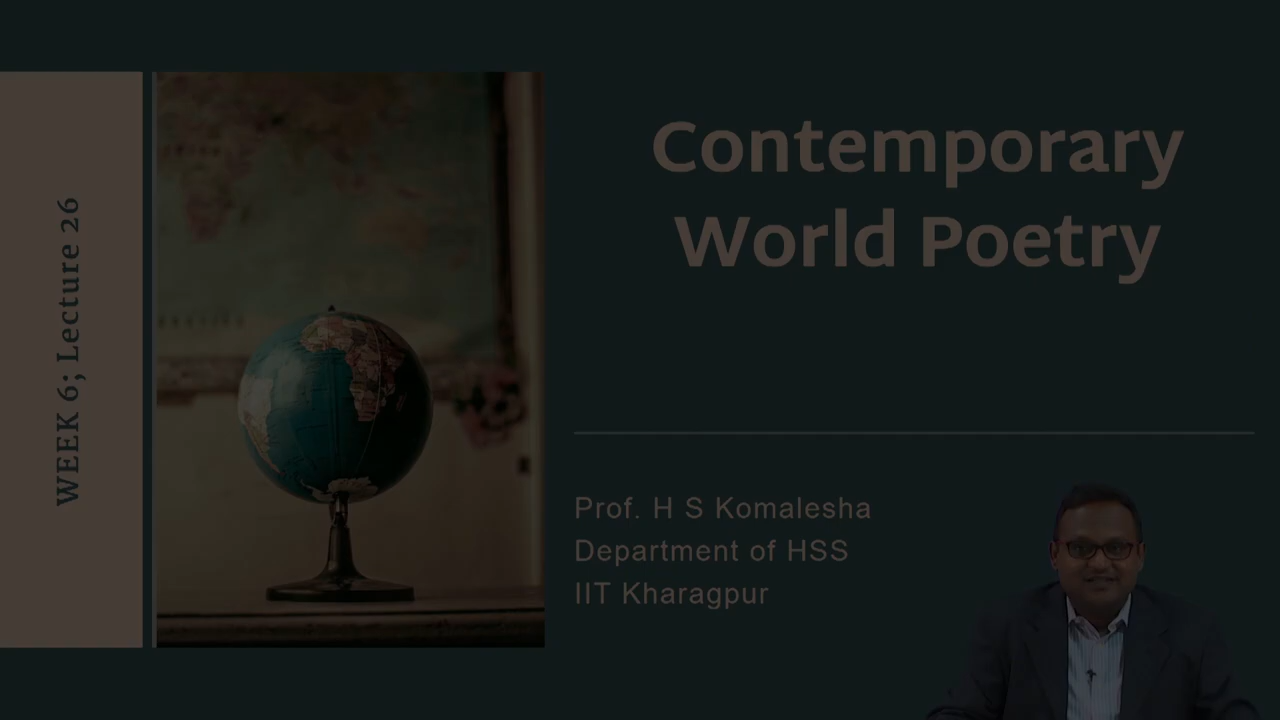 WEEK 6; Lecture 26
Contemporary
World Poetry
Prof. H S Komalesha
Department of HSS
IIT Kharagpur